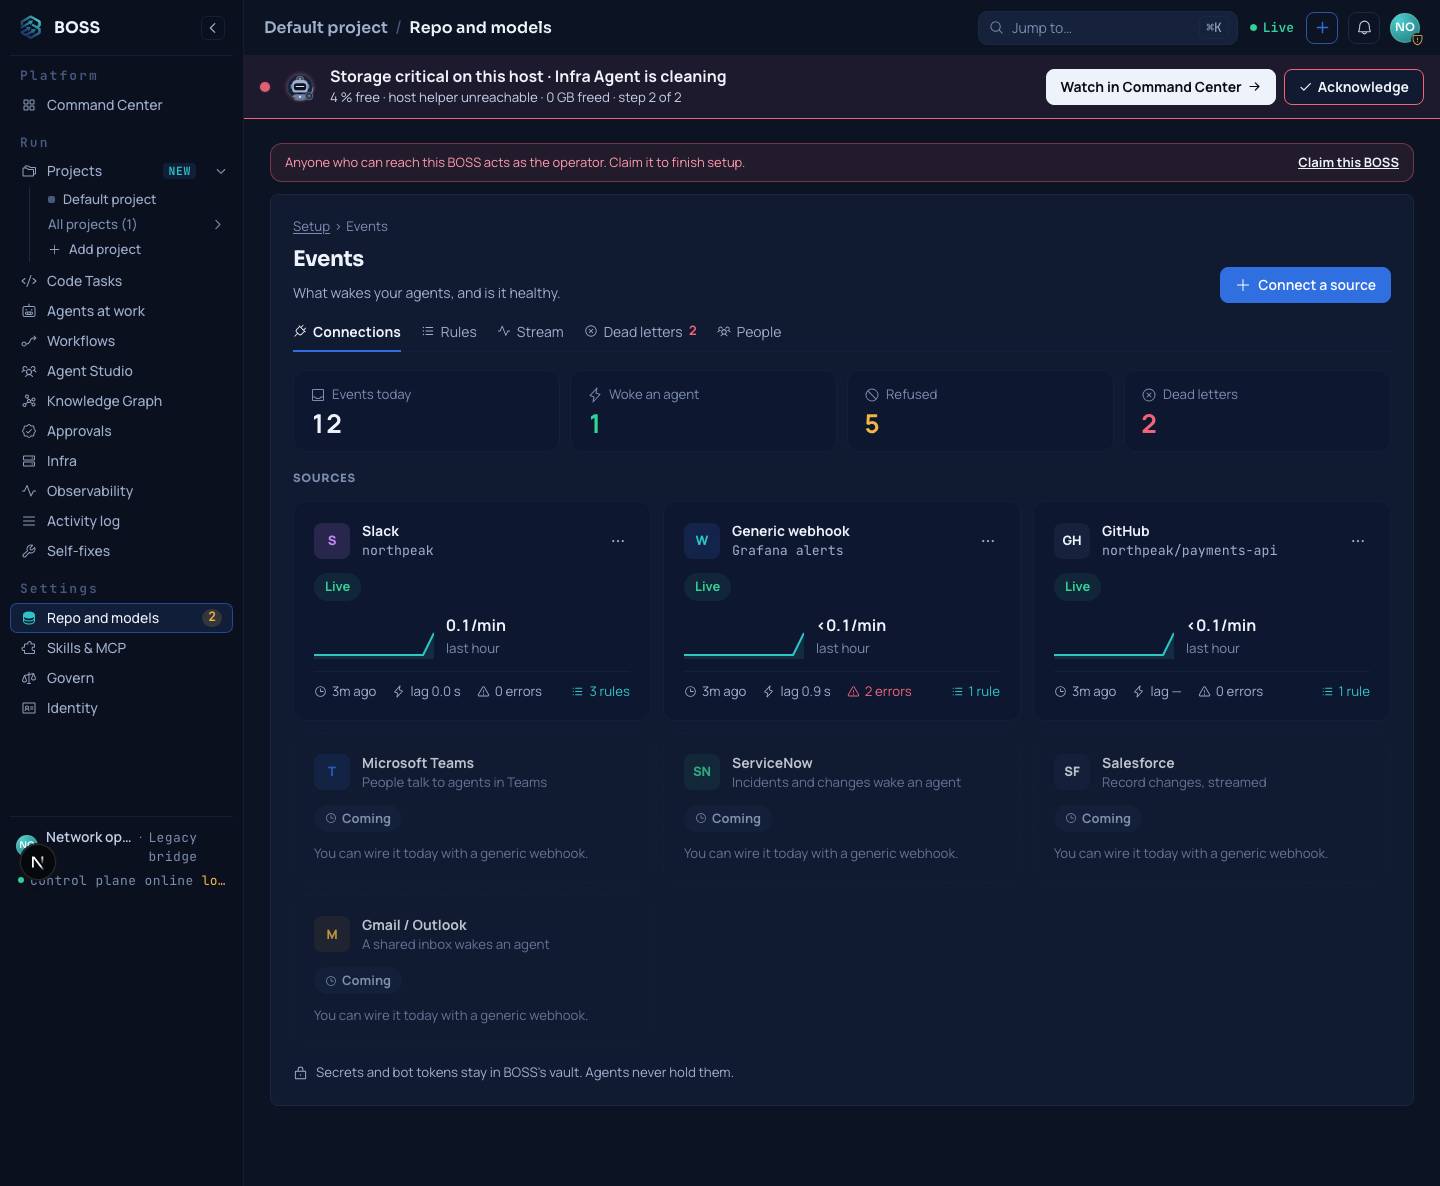 BOSS
Default project / Repo and models
Jump to...
⌘K
Live
NO
Platform
Command Center
Run
Projects NEW
Default project
All projects (1)
Add project
Code Tasks
Agents at work
Workflows
Agent Studio
Knowledge Graph
Approvals
Infra
Observability
Activity log
Self-fixes
Settings
Repo and models 2
Skills & MCP
Govern
Identity
Network op… · Legacy bridge
N
control plane online lo…
Storage critical on this host · Infra Agent is cleaning
4 % free · host helper unreachable · 0 GB freed · step 2 of 2
Watch in Command Center →
Acknowledge
Anyone who can reach this BOSS acts as the operator. Claim it to finish setup.
Claim this BOSS
Setup › Events
Events
What wakes your agents, and is it healthy.
Connect a source
Connections Rules Stream Dead letters 2 People
Events today
12
Woke an agent
1
Refused
5
Dead letters
2
SOURCES
S
Slack
northpeak
Live
0.1/min
last hour
3m ago lag 0.0 s 0 errors 3 rules
W
Generic webhook
Grafana alerts
Live
<0.1/min
last hour
3m ago lag 0.9 s 2 errors 1 rule
GH
GitHub
northpeak/payments-api
Live
<0.1/min
last hour
3m ago lag — 0 errors 1 rule
T
Microsoft Teams
People talk to agents in Teams
Coming
You can wire it today with a generic webhook.
SN
ServiceNow
Incidents and changes wake an agent
Coming
You can wire it today with a generic webhook.
SF
Salesforce
Record changes, streamed
Coming
You can wire it today with a generic webhook.
M
Gmail / Outlook
A shared inbox wakes an agent
Coming
You can wire it today with a generic webhook.
Secrets and bot tokens stay in BOSS's vault. Agents never hold them.